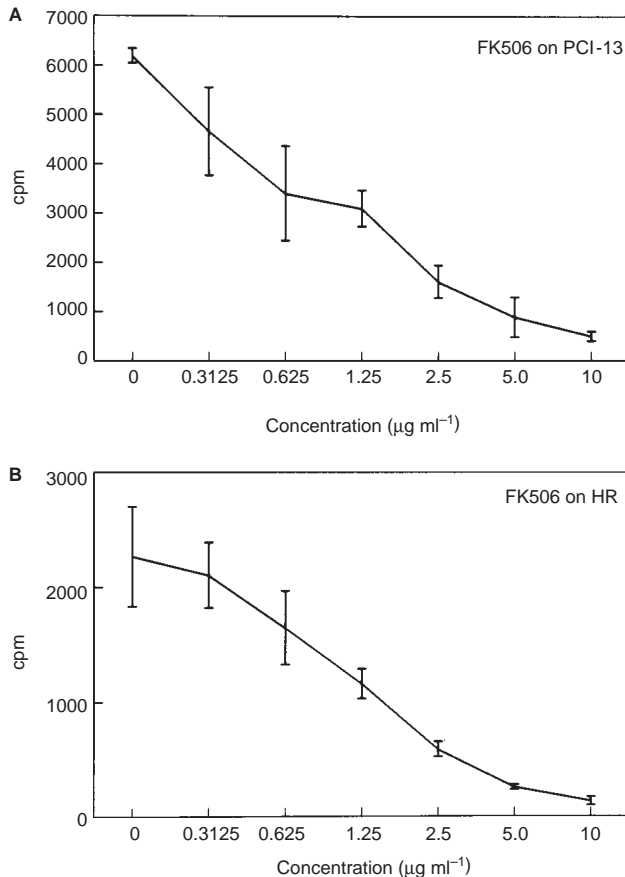 A
FK506 on PCI-13
7000
6000
5000
4000
3000
2000
1000
0
cpm
0 0.3125 0.625 1.25 2.5 5.0 10
Concentration (μg ml⁻¹)
B
FK506 on HR
3000
2000
1000
0
cpm
0 0.3125 0.625 1.25 2.5 5.0 10
Concentration (μg ml⁻¹)